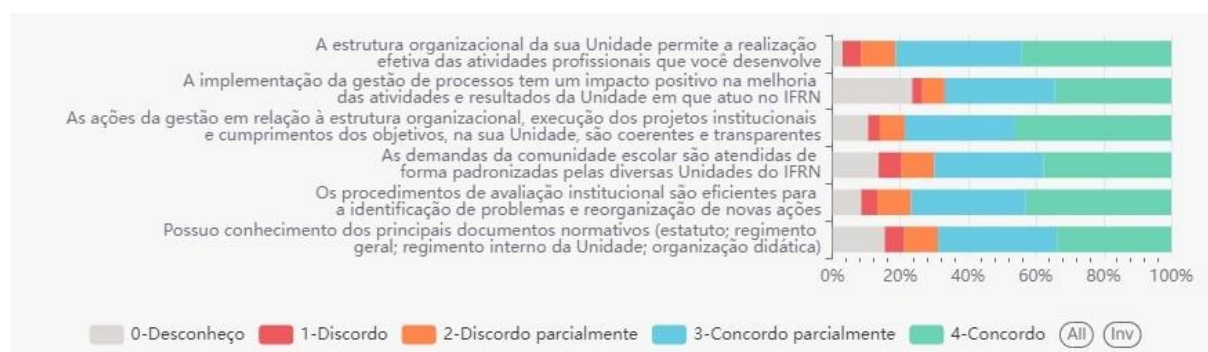 A estrutura organizacional da sua Unidade permite a realização
efetiva das atividades profissionais que você desenvolve
A implementação da gestão de processos tem um impacto positivo na melhoria
das atividades e resultados da Unidade em que atuo no IFRN
As ações da gestão em relação à estrutura organizacional, execução dos projetos institucionais
e cumprimentos dos objetivos, na sua Unidade, são coerentes e transparentes
As demandas da comunidade escolar são atendidas de
forma padronizadas pelas diversas Unidades do IFRN
Os procedimentos de avaliação institucional são eficientes para
a identificação de problemas e reorganização de novas ações
Possuo conhecimento dos principais documentos normativos (estatuto; regimento
geral; regimento interno da Unidade; organização didática)
0% 20% 40% 60% 80% 100%
0-Desconheço 1-Discordo 2-Discordo parcialmente 3-Concordo parcialmente 4-Concordo All Inv